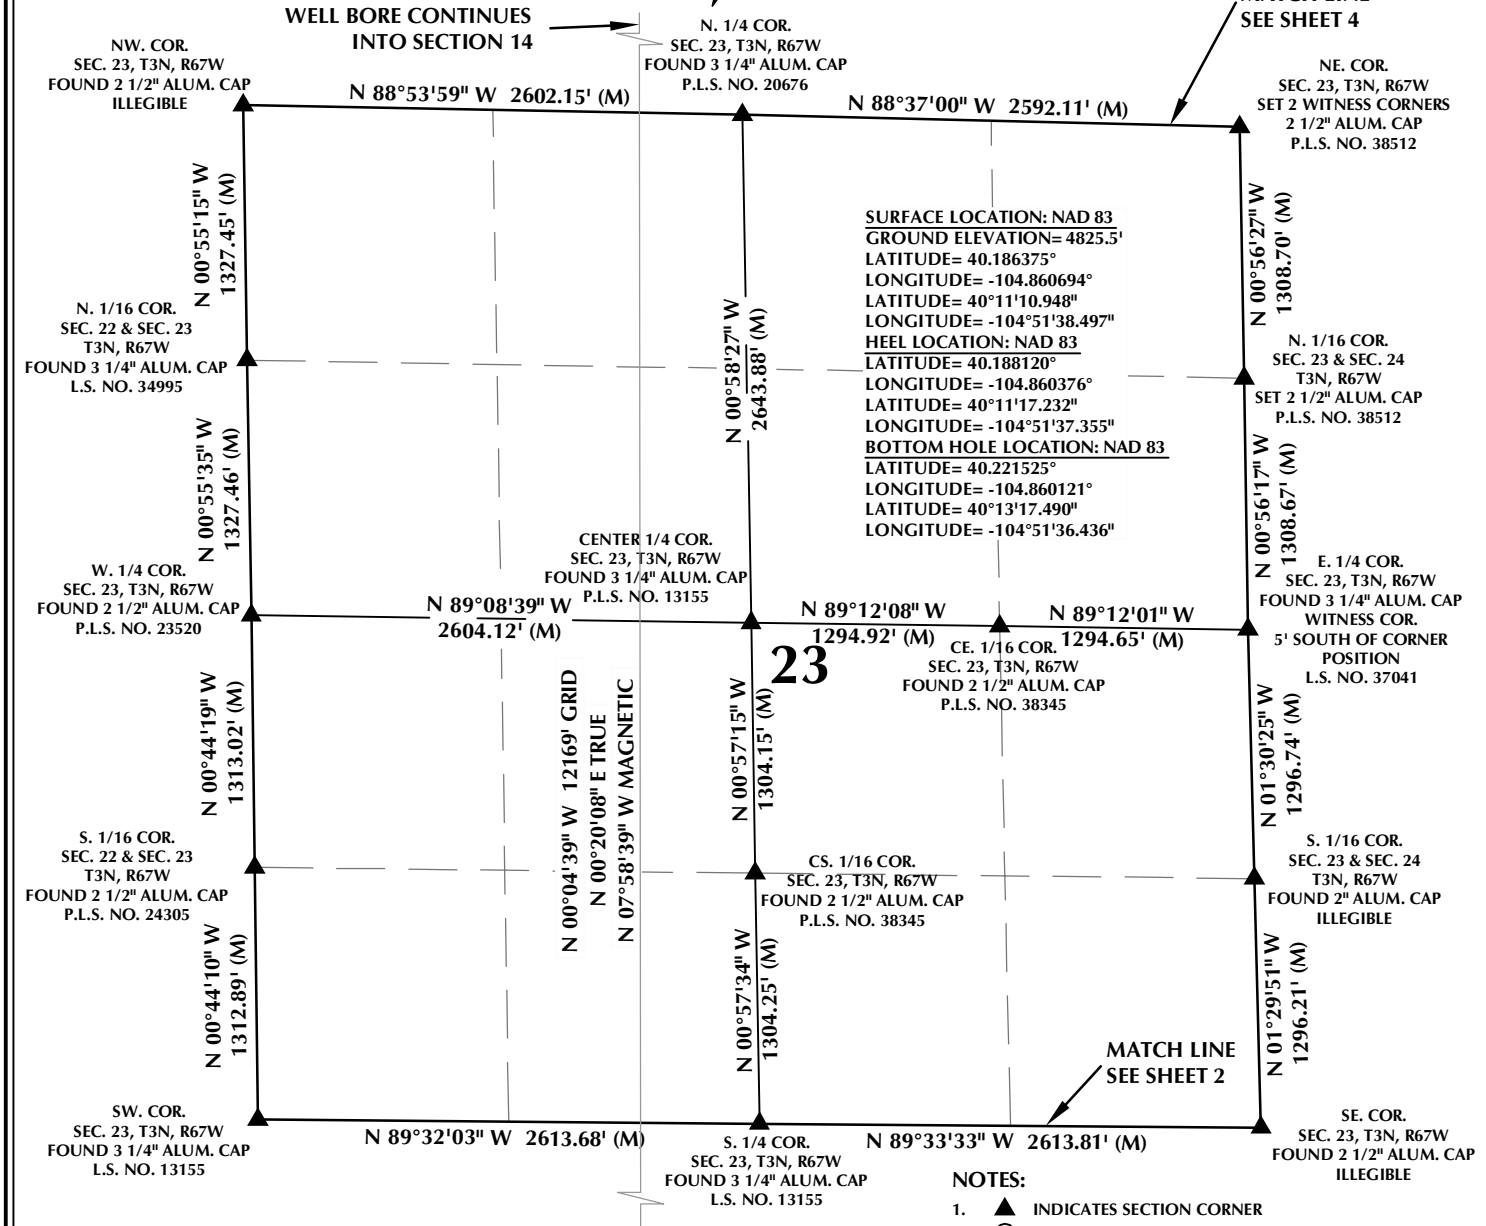 WELL BORE CONTINUES
INTO SECTION 14
SEE SHEET 4
NW. COR.
SEC. 23, T3N, R67W
FOUND 2 1/2" ALUM. CAP
ILLEGIBLE
N. 1/4 COR.
SEC. 23, T3N, R67W
FOUND 3 1/4" ALUM. CAP
P.L.S. NO. 20676
NE. COR.
SEC. 23, T3N, R67W
SET 2 WITNESS CORNERS
2 1/2" ALUM. CAP
P.L.S. NO. 38512
N 88°53'59" W 2602.15' (M)
N 88°37'00" W 2592.11' (M)
N 00°55'15" W
1327.45' (M)
N 00°58'27" W
2643.88' (M)
N 00°56'27" W
1308.70' (M)
SURFACE LOCATION: NAD 83
GROUND ELEVATION= 4825.5'
LATITUDE= 40.186375°
LONGITUDE= -104.860694°
LATITUDE= 40°11'10.948"
LONGITUDE= -104°51'38.497"
HEEL LOCATION: NAD 83
LATITUDE= 40.188120°
LONGITUDE= -104.860376°
LATITUDE= 40°11'17.232"
LONGITUDE= -104°51'37.355"
BOTTOM HOLE LOCATION: NAD 83
LATITUDE= 40.221525°
LONGITUDE= -104.860121°
LATITUDE= 40°13'17.490"
LONGITUDE= -104°51'36.436"
N. 1/16 COR.
SEC. 22 & SEC. 23
T3N, R67W
FOUND 3 1/4" ALUM. CAP
L.S. NO. 34995
N. 1/16 COR.
SEC. 23 & SEC. 24
T3N, R67W
SET 2 1/2" ALUM. CAP
P.L.S. NO. 38512
N 00°55'35" W
1327.46' (M)
N 00°56'17" W
1308.67' (M)
W. 1/4 COR.
SEC. 23, T3N, R67W
FOUND 2 1/2" ALUM. CAP
P.L.S. NO. 23520
CENTER 1/4 COR.
SEC. 23, T3N, R67W
FOUND 3 1/4" ALUM. CAP
P.L.S. NO. 13155
E. 1/4 COR.
SEC. 23, T3N, R67W
FOUND 3 1/4" ALUM. CAP
WITNESS COR.
5' SOUTH OF CORNER
POSITION
L.S. NO. 37041
N 89°08'39" W
2604.12' (M)
N 89°12'08" W
1294.92' (M)
N 89°12'01" W
1294.65' (M)
23
CE. 1/16 COR.
SEC. 23, T3N, R67W
FOUND 2 1/2" ALUM. CAP
P.L.S. NO. 38345
N 00°44'19" W
1313.02' (M)
N 00°04'39" W 12169' GRID
N 00°20'08" E TRUE
N 07°58'39" W MAGNETIC
N 00°57'15" W
1304.15' (M)
N 01°30'25" W
1296.74' (M)
S. 1/16 COR.
SEC. 22 & SEC. 23
T3N, R67W
FOUND 2 1/2" ALUM. CAP
P.L.S. NO. 24305
CS. 1/16 COR.
SEC. 23, T3N, R67W
FOUND 2 1/2" ALUM. CAP
P.L.S. NO. 38345
S. 1/16 COR.
SEC. 23 & SEC. 24
T3N, R67W
FOUND 2" ALUM. CAP
ILLEGIBLE
N 00°44'10" W
1312.89' (M)
N 00°57'34" W
1304.25' (M)
N 01°29'51" W
1296.21' (M)
MATCH LINE
SEE SHEET 2
SW. COR.
SEC. 23, T3N, R67W
FOUND 3 1/4" ALUM. CAP
L.S. NO. 13155
N 89°32'03" W 2613.68' (M)
S. 1/4 COR.
SEC. 23, T3N, R67W
FOUND 3 1/4" ALUM. CAP
L.S. NO. 13155
N 89°33'33" W 2613.81' (M)
SE. COR.
SEC. 23, T3N, R67W
FOUND 2 1/2" ALUM. CAP
ILLEGIBLE
NOTES:
1. INDICATES SECTION CORNER